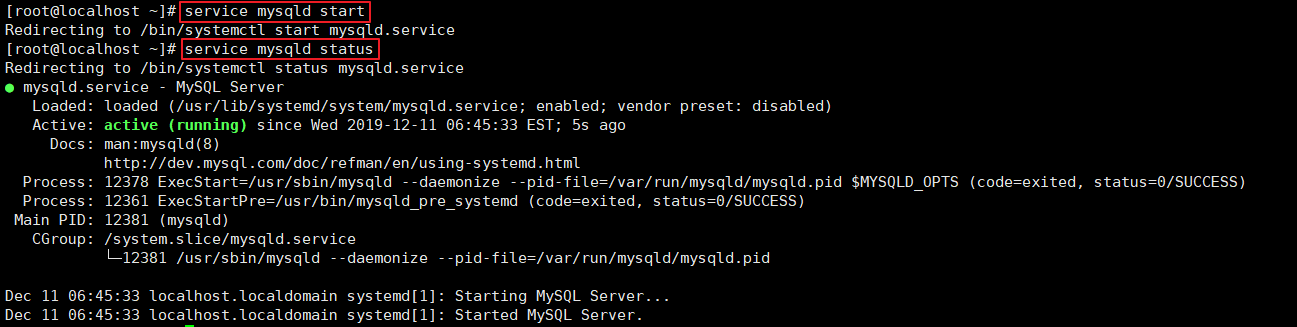 [root@localhost ~]# service mysqld start
Redirecting to /bin/systemctl start mysqld.service
[root@localhost ~]# service mysqld status
Redirecting to /bin/systemctl status mysqld.service
● mysqld.service - MySQL Server
   Loaded: loaded (/usr/lib/systemd/system/mysqld.service; enabled; vendor preset: disabled)
   Active: active (running) since Wed 2019-12-11 06:45:33 EST; 5s ago
     Docs: man:mysqld(8)
           http://dev.mysql.com/doc/refman/en/using-systemd.html
  Process: 12378 ExecStart=/usr/sbin/mysqld --daemonize --pid-file=/var/run/mysqld/mysqld.pid $MYSQLD_OPTS (code=exited, status=0/SUCCESS)
  Process: 12361 ExecStartPre=/usr/bin/mysqld_pre_systemd (code=exited, status=0/SUCCESS)
 Main PID: 12381 (mysqld)
   CGroup: /system.slice/mysqld.service
           └─12381 /usr/sbin/mysqld --daemonize --pid-file=/var/run/mysqld/mysqld.pid

Dec 11 06:45:33 localhost.localdomain systemd[1]: Starting MySQL Server...
Dec 11 06:45:33 localhost.localdomain systemd[1]: Started MySQL Server.